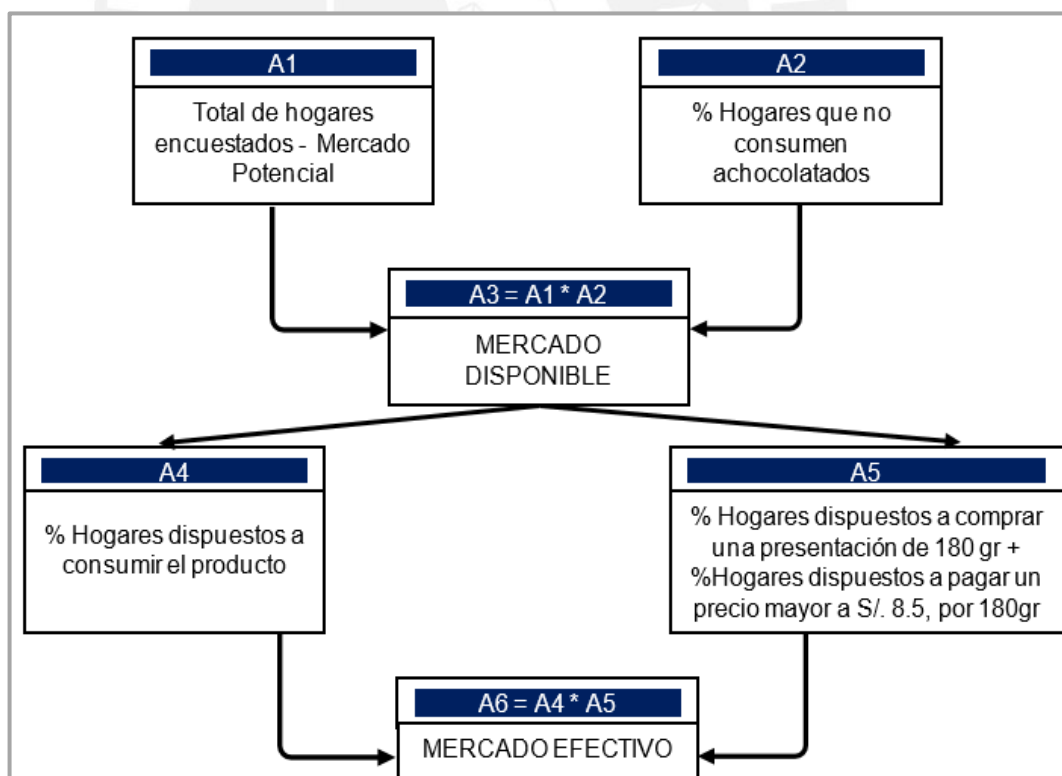 A1
Total de hogares
encuestados - Mercado
Potencial
A2
% Hogares que no
consumen
achocolatados
A3 = A1 * A2
MERCADO
DISPONIBLE
A4
% Hogares dispuestos a
consumir el producto
A5
% Hogares dispuestos a comprar
una presentación de 180 gr +
%Hogares dispuestos a pagar un
precio mayor a S/. 8.5, por 180gr
A6 = A4 * A5
MERCADO EFECTIVO